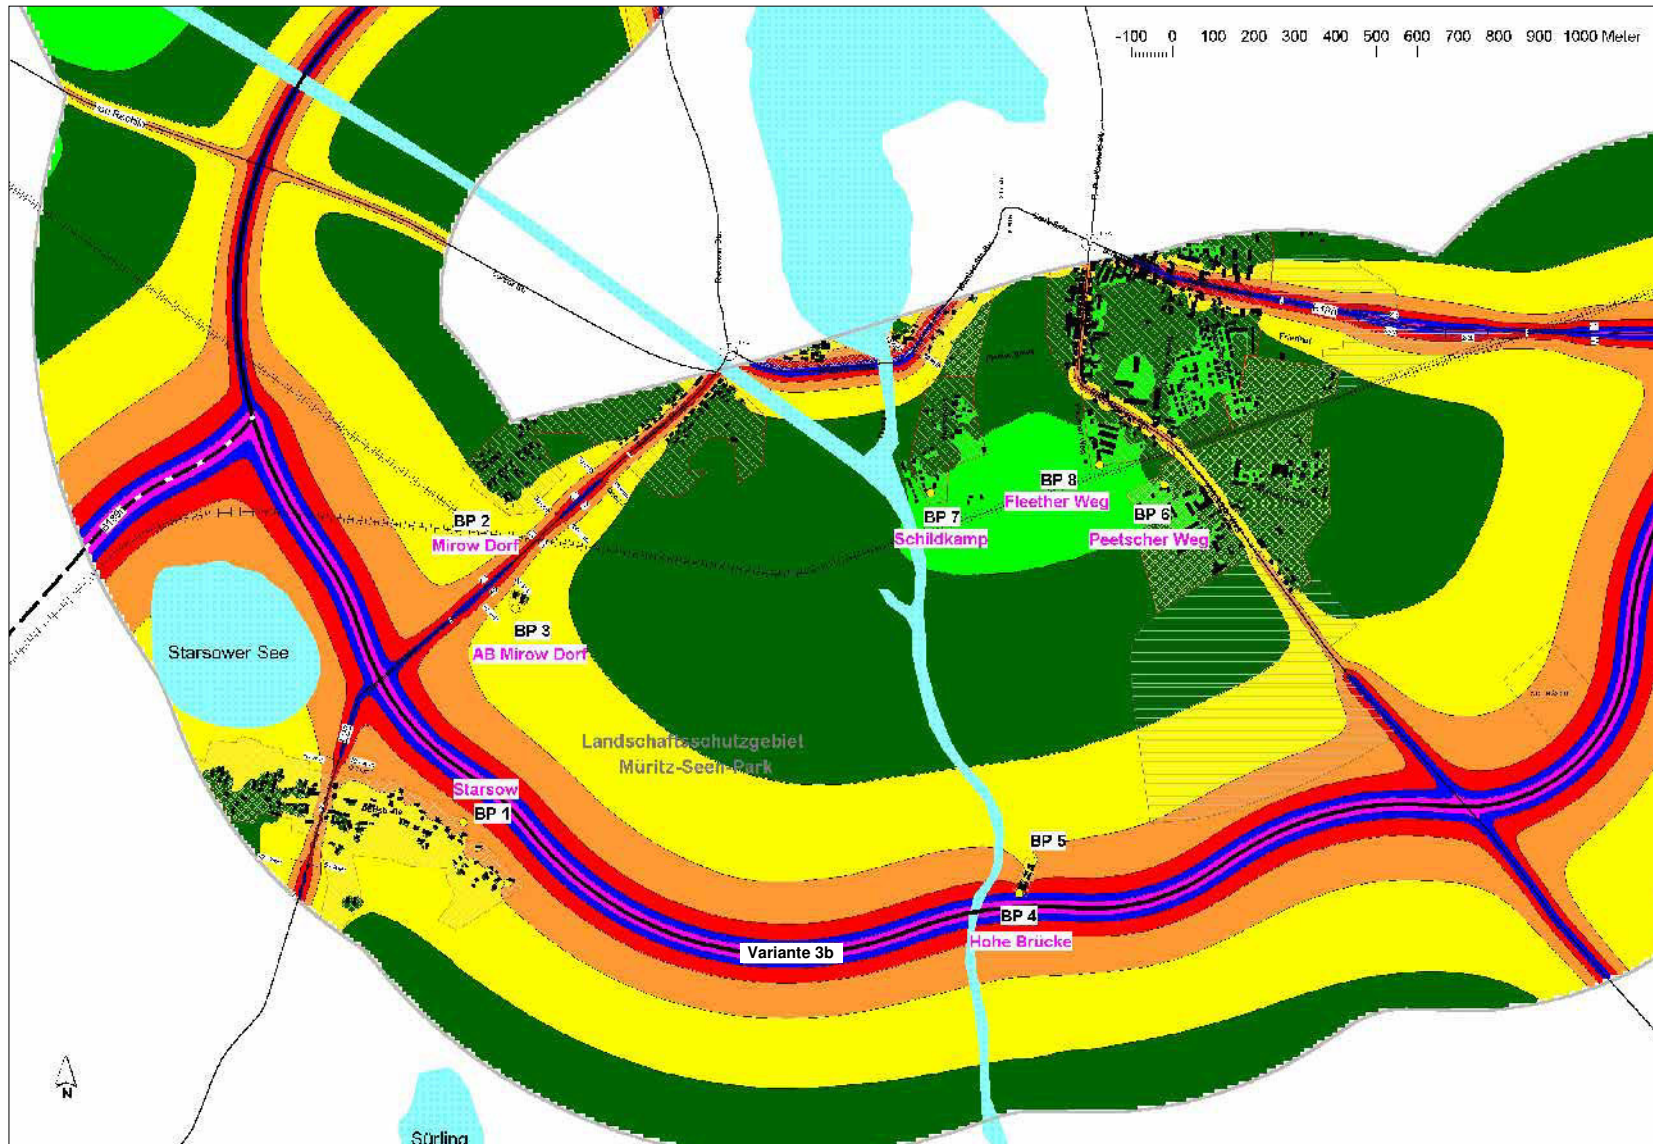 -100 0 100 200 300 400 500 600 700 800 900 1000 Meter
B189n
BP 2
Mirow Dorf
BP 3
AB Mirow Dorf
BP 7
Schildkamp
BP 8
Fleether Weg
BP 6
Peetscher Weg
Friedhof
Starsower See
Landschaftsschutzgebiet
Müritz-Seen-Park
Starsow
BP 1
BP 5
BP 4
Hohe Brücke
Variante 3b
N
Sürling